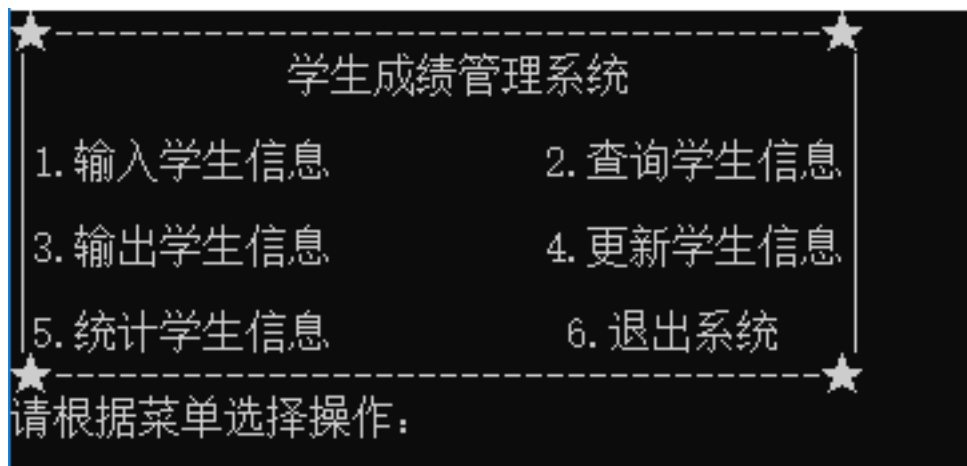 ★------------------------------------★
学生成绩管理系统
1.输入学生信息 2.查询学生信息
3.输出学生信息 4.更新学生信息
5.统计学生信息 6.退出系统
★------------------------------------★
请根据菜单选择操作：